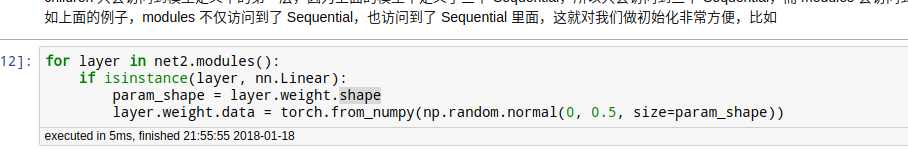 如上面的例子，modules 不仅访问到了 Sequential，也访问到了 Sequential 里面，这就对我们做初始化非常方便，比如
12]: for layer in net2.modules():
if isinstance(layer, nn.Linear):
param_shape = layer.weight.shape
layer.weight.data = torch.from_numpy(np.random.normal(0, 0.5, size=param_shape))
executed in 5ms, finished 21:55:55 2018-01-18